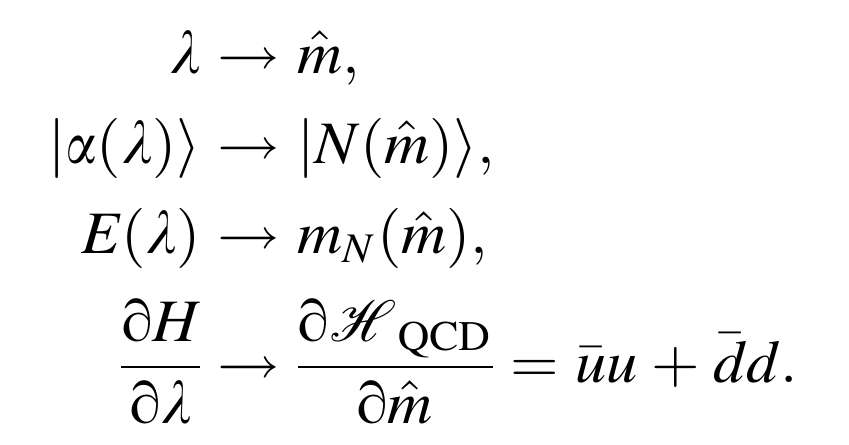 λ → m̂,
|α(λ)⟩ → |N(m̂)⟩,
E(λ) → m_N(m̂),
∂H/∂λ → ∂ℋ_QCD/∂m̂ = ūu + d̄d.